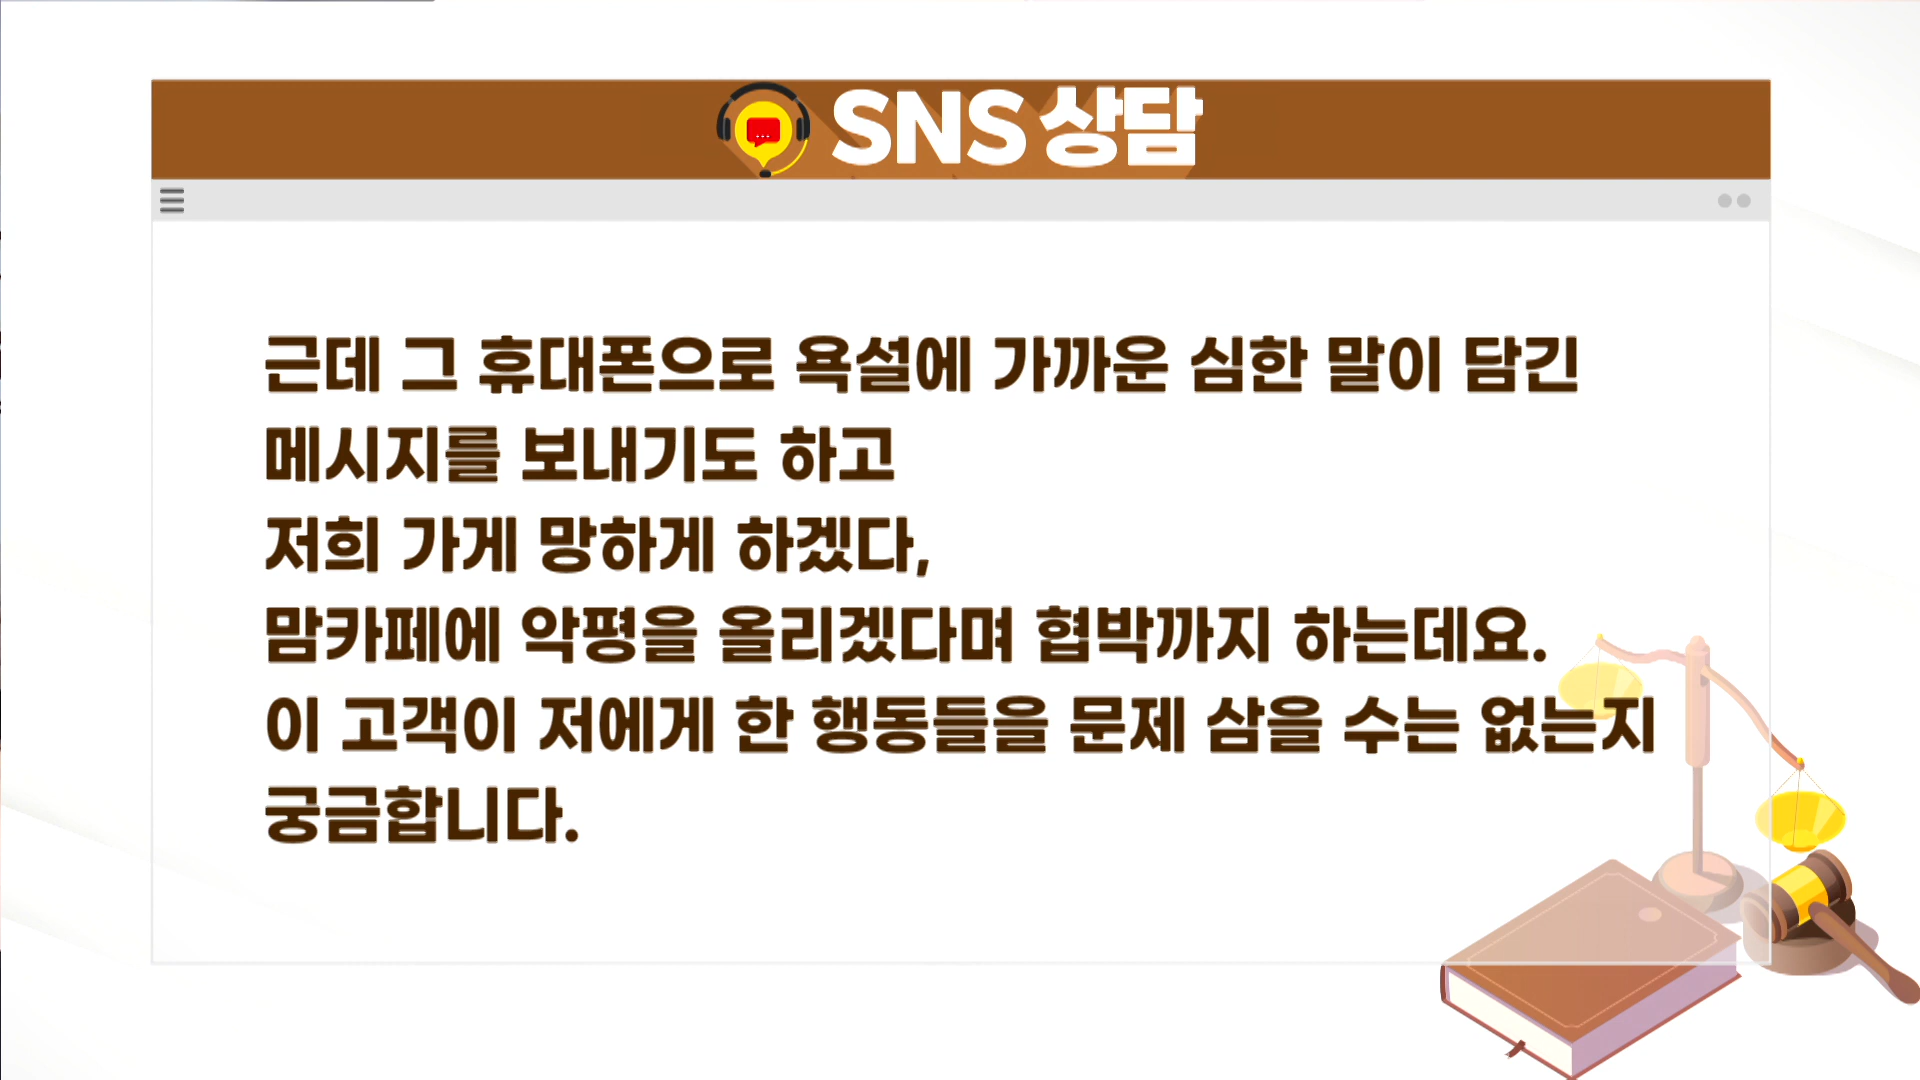 SNS 상담
근데 그 휴대폰으로 욕설에 가까운 심한 말이 담긴
메시지를 보내기도 하고
저희 가게 망하게 하겠다,
맘카페에 악평을 올리겠다며 협박까지 하는데요.
이 고객이 저에게 한 행동들을 문제 삼을 수는 없는지
궁금합니다.